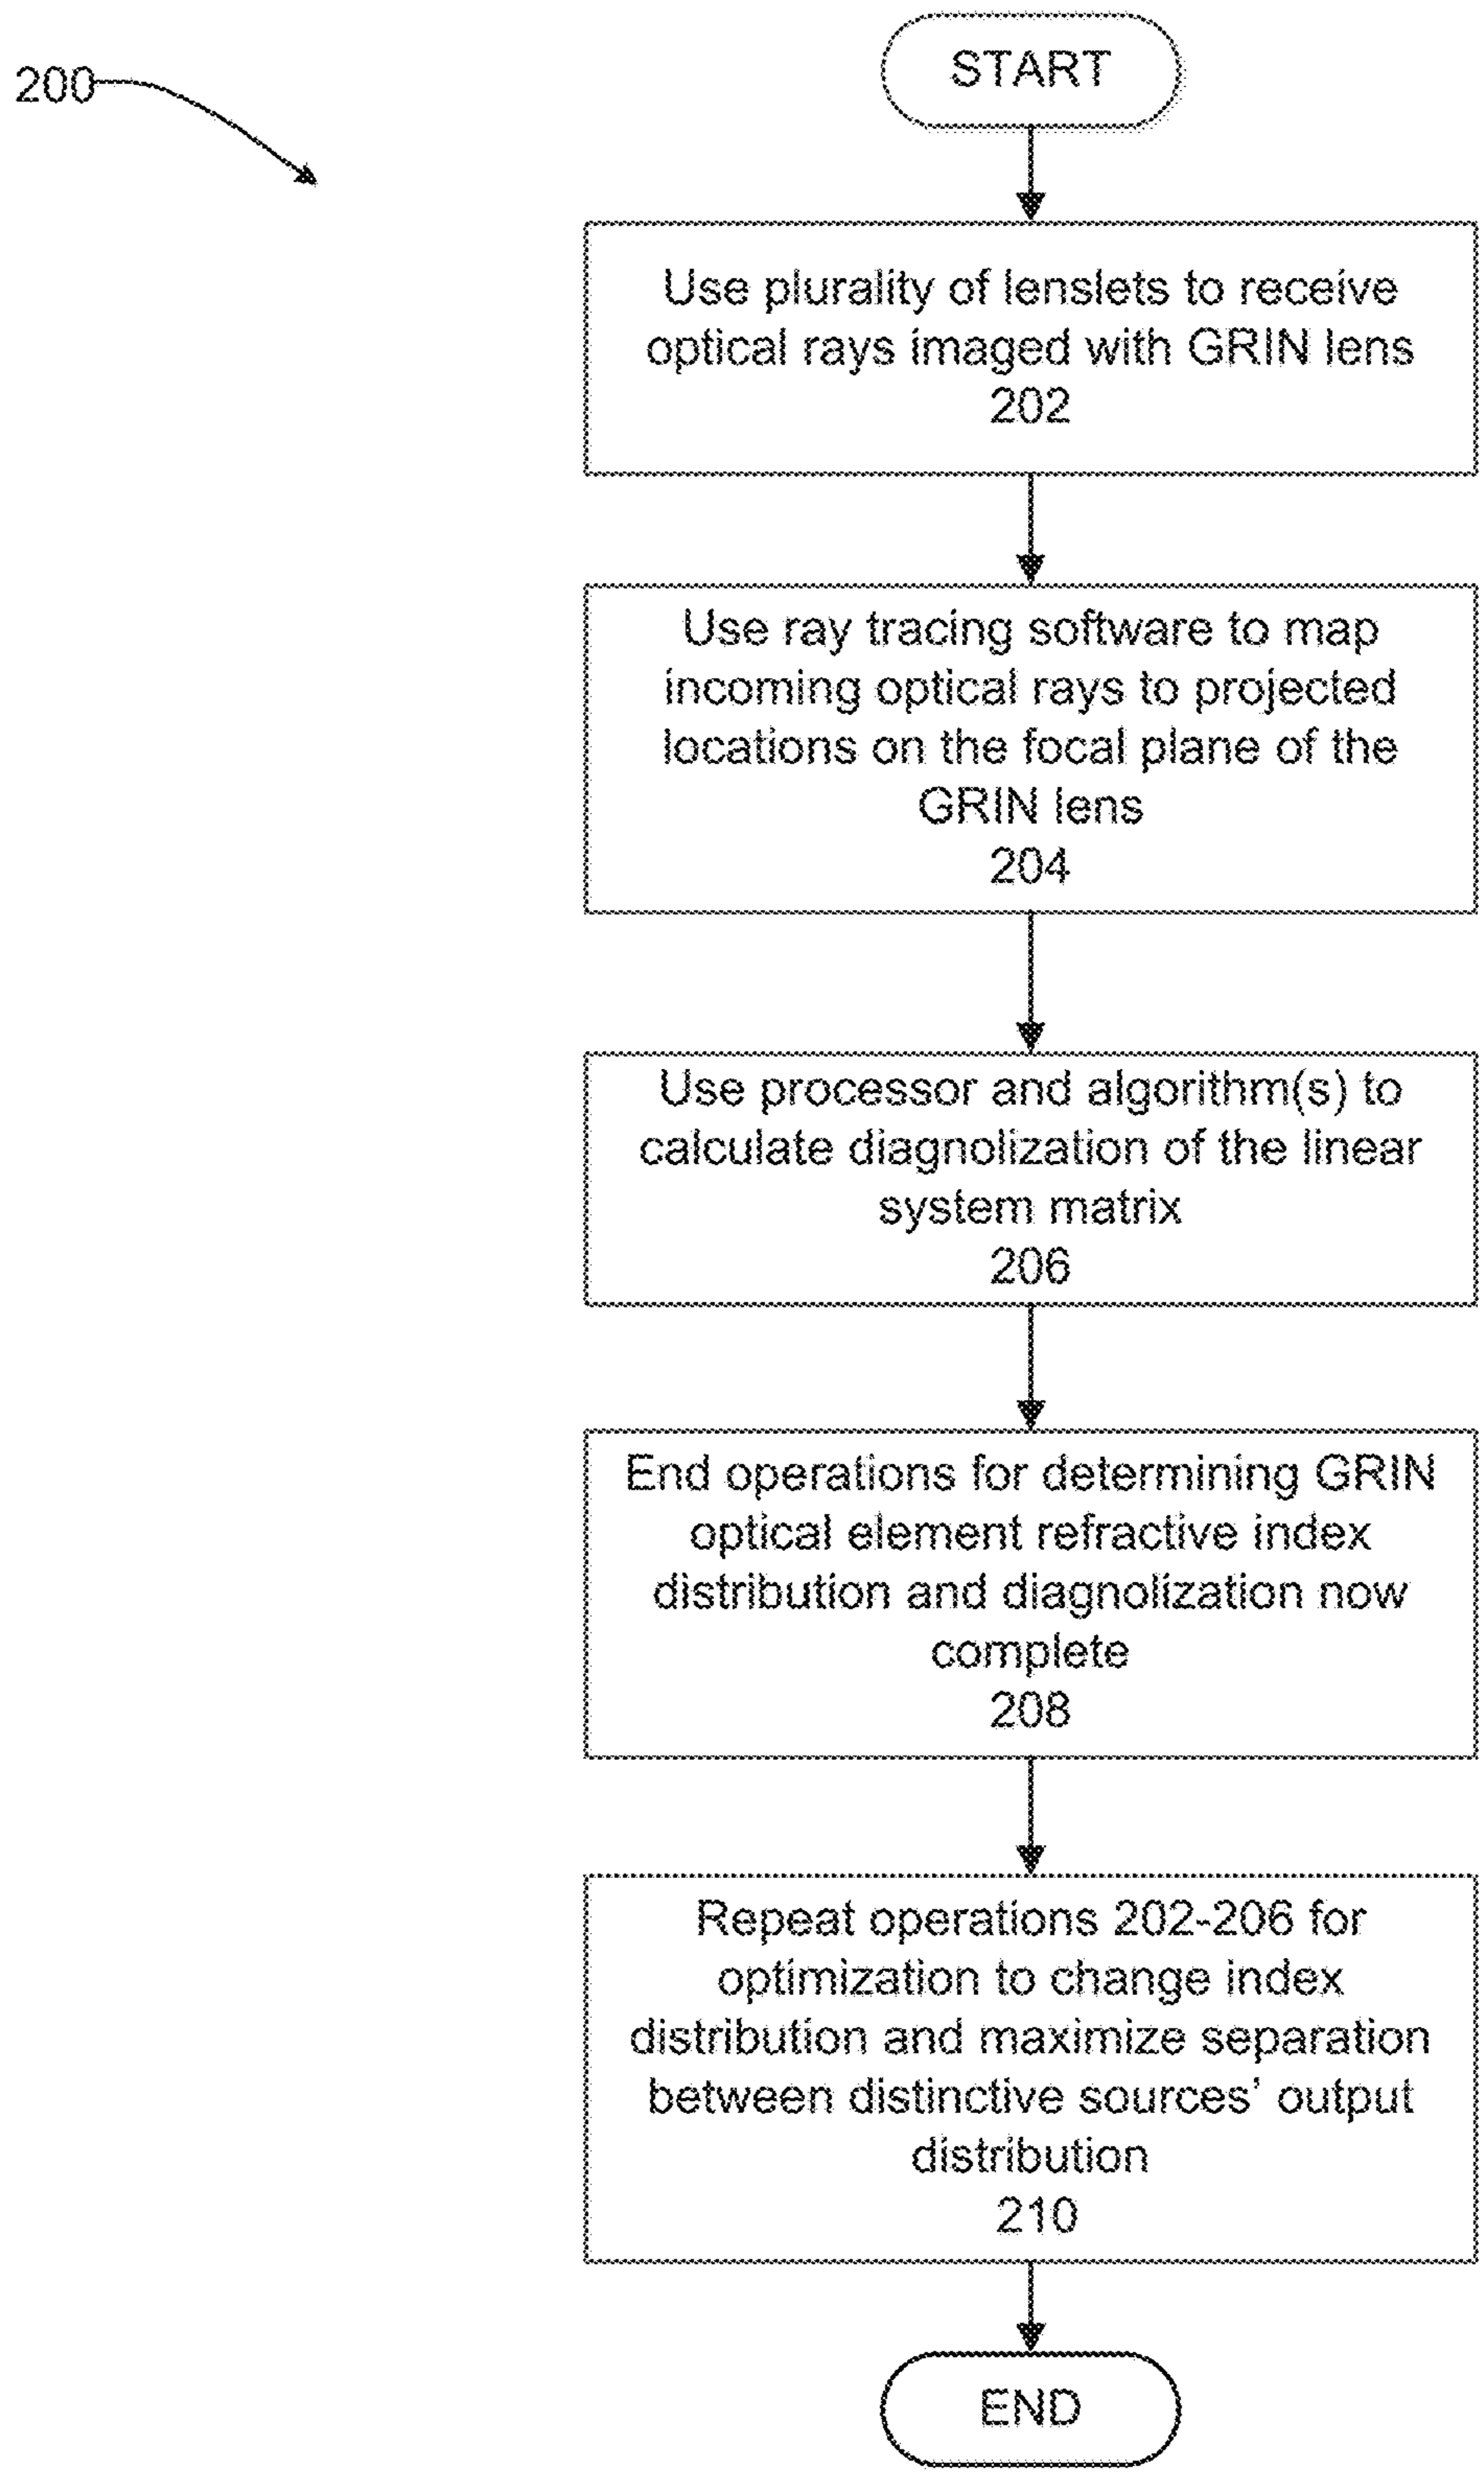 START
200
Use plurality of lenslets to receive
optical rays imaged with GRIN lens
202
Use ray tracing software to map
incoming optical rays to projected
locations on the focal plane of the
GRIN lens
204
Use processor and algorithm(s) to
calculate diagnolization of the linear
system matrix
206
End operations for determining GRIN
optical element refractive index
distribution and diagnolization now
complete
208
Repeat operations 202-206 for
optimization to change index
distribution and maximize separation
between distinctive sources’ output
distribution
210
END